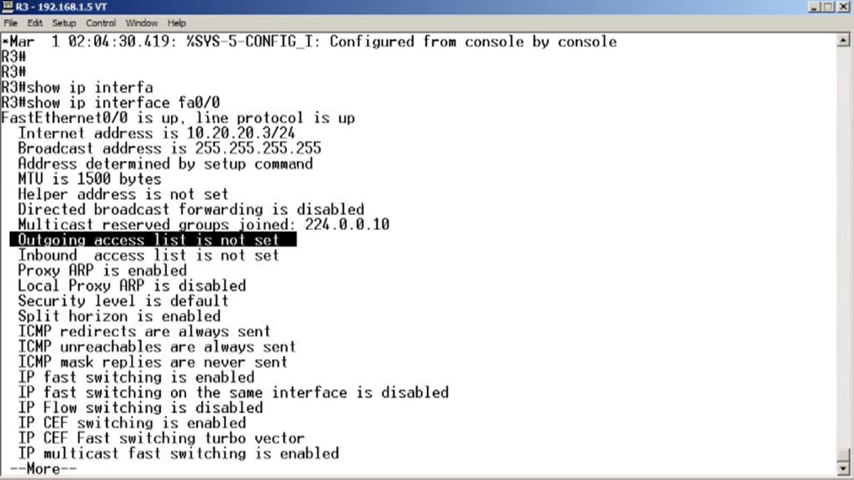 R3 - 192.168.1.5 VT
File Edit Setup Control Window Help
*Mar  1 02:04:30.419: %SYS-5-CONFIG_I: Configured from console by console
R3#
R3#
R3#show ip interfa
R3#show ip interface fa0/0
FastEthernet0/0 is up, line protocol is up
  Internet address is 10.20.20.3/24
  Broadcast address is 255.255.255.255
  Address determined by setup command
  MTU is 1500 bytes
  Helper address is not set
  Directed broadcast forwarding is disabled
  Multicast reserved groups joined: 224.0.0.10
  Outgoing access list is not set
  Inbound  access list is not set
  Proxy ARP is enabled
  Local Proxy ARP is disabled
  Security level is default
  Split horizon is enabled
  ICMP redirects are always sent
  ICMP unreachables are always sent
  ICMP mask replies are never sent
  IP fast switching is enabled
  IP fast switching on the same interface is disabled
  IP Flow switching is disabled
  IP CEF switching is enabled
  IP CEF Fast switching turbo vector
  IP multicast fast switching is enabled
 --More--